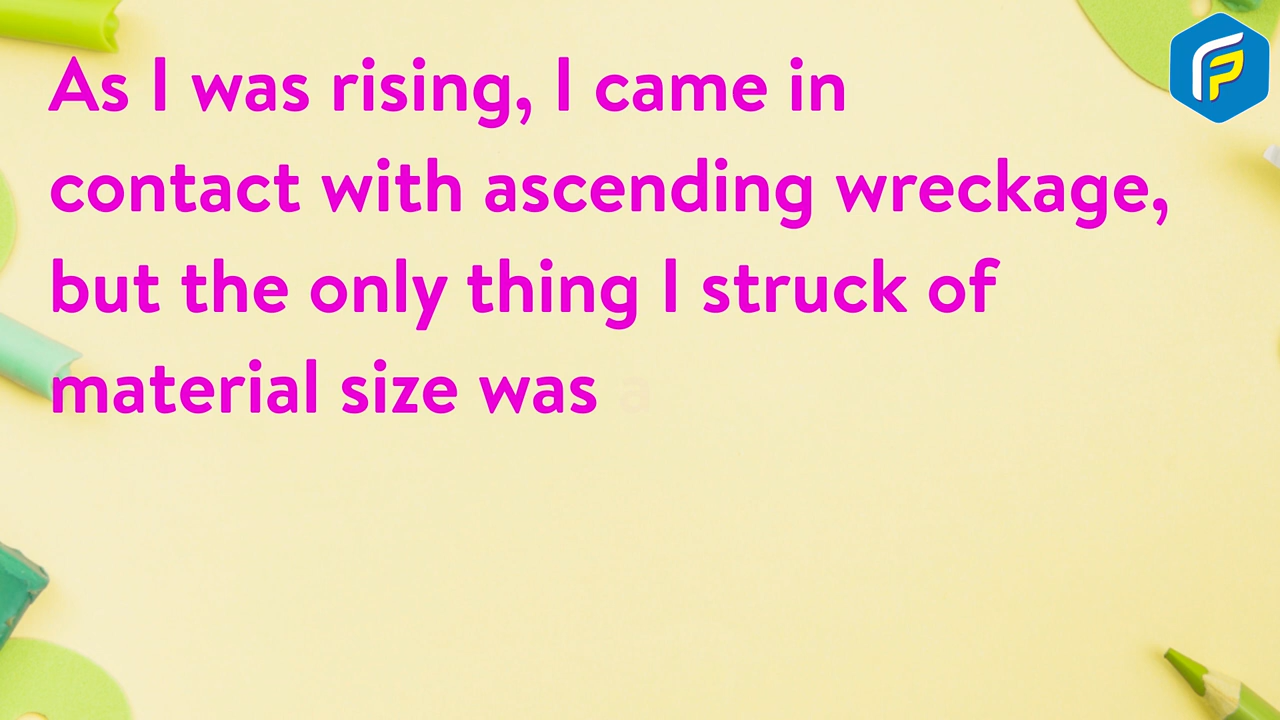 As I was rising, I came in
contact with ascending wreckage,
but the only thing I struck of
material size was a